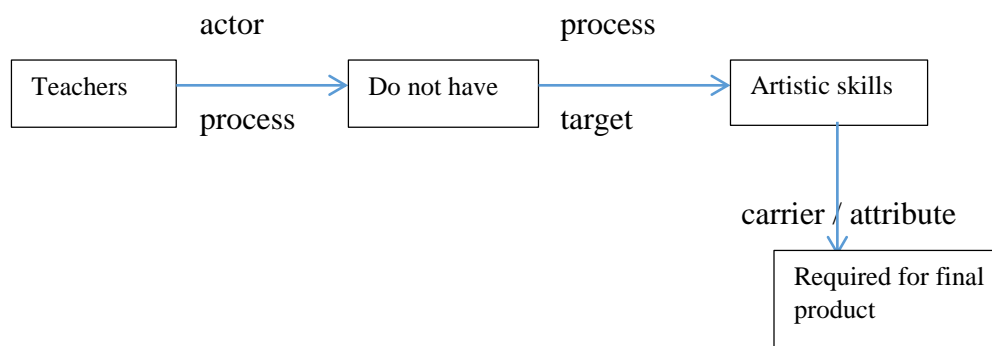 actor
process
Teachers
Do not have
Artistic skills
process
target
carrier / attribute
Required for final
product